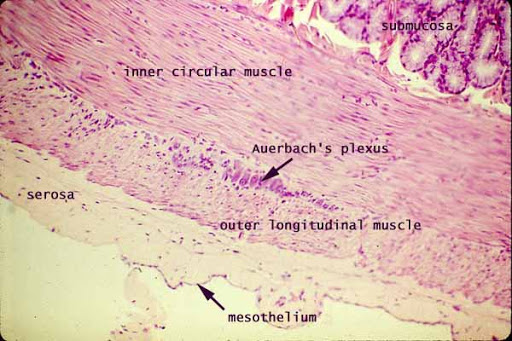 submucosa
inner circular muscle
Auerbach's plexus
serosa
outer longitudinal muscle
mesothelium